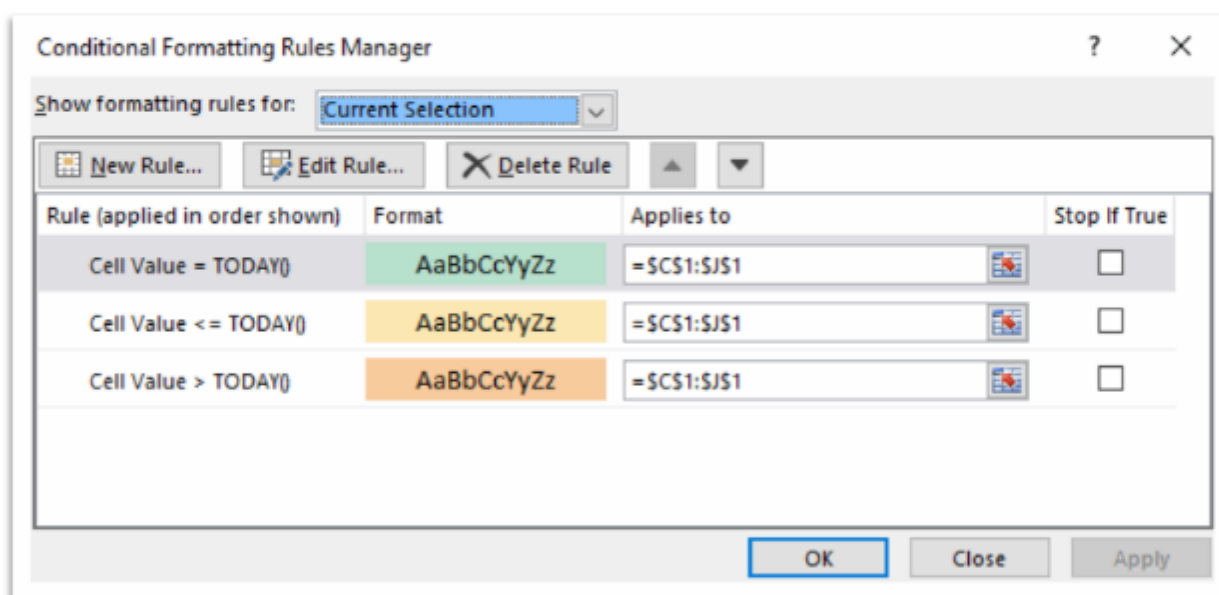 Conditional Formatting Rules Manager ? ×
Show formatting rules for: Current Selection
New Rule... Edit Rule... Delete Rule
Rule (applied in order shown) Format Applies to Stop If True
Cell Value = TODAY() AaBbCcYyZz =$C$1:$J$1
Cell Value <= TODAY() AaBbCcYyZz =$C$1:$J$1
Cell Value > TODAY() AaBbCcYyZz =$C$1:$J$1
OK Close Apply